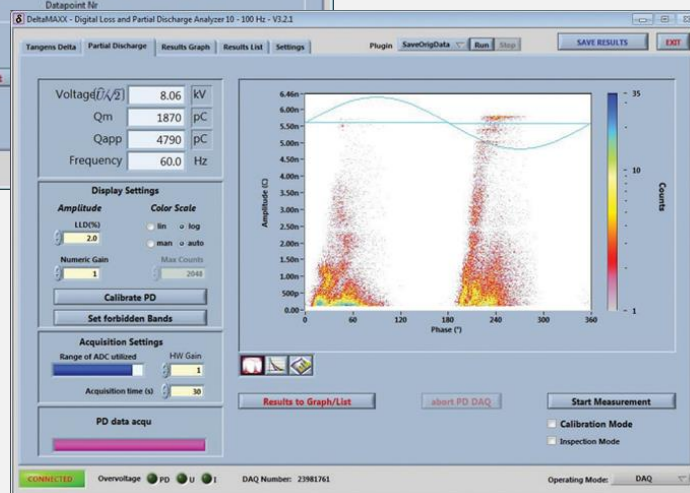 Datapoint Nr
DeltaMAXX - Digital Loss and Partial Discharge Analyzer 10 - 100 Hz - V3.2.1
Tangens Delta Partial Discharge Results Graph Results List Settings Plugin SaveOrigData Run Stop SAVE RESULTS EXIT
Voltage[Û/√2] 8.06 kV
Qm 1870 pC
Qapp 4790 pC
Frequency 60.0 Hz
Display Settings
Amplitude Color Scale
LLD(%) lin log
2.0 man auto
Numeric Gain Max Counts
1 2048
Calibrate PD
Set forbidden Bands
Acquisition Settings
Range of ADC utilized HW Gain
1
Acquisition time (s) 30
PD data acqu
Amplitude (C)
6.46n
6.00n
5.50n
5.00n
4.50n
4.00n
3.50n
3.00n
2.50n
2.00n
1.50n
1.00n
500p
0.00
0 60 120 180 240 300 360
Phase (°)
35
10
1
Counts
Results to Graph/List abort PD DAQ Start Measurement
Calibration Mode
Inspection Mode
CONNECTED Overvoltage PD U I DAQ Number: 23981761 Operating Mode: DAQ